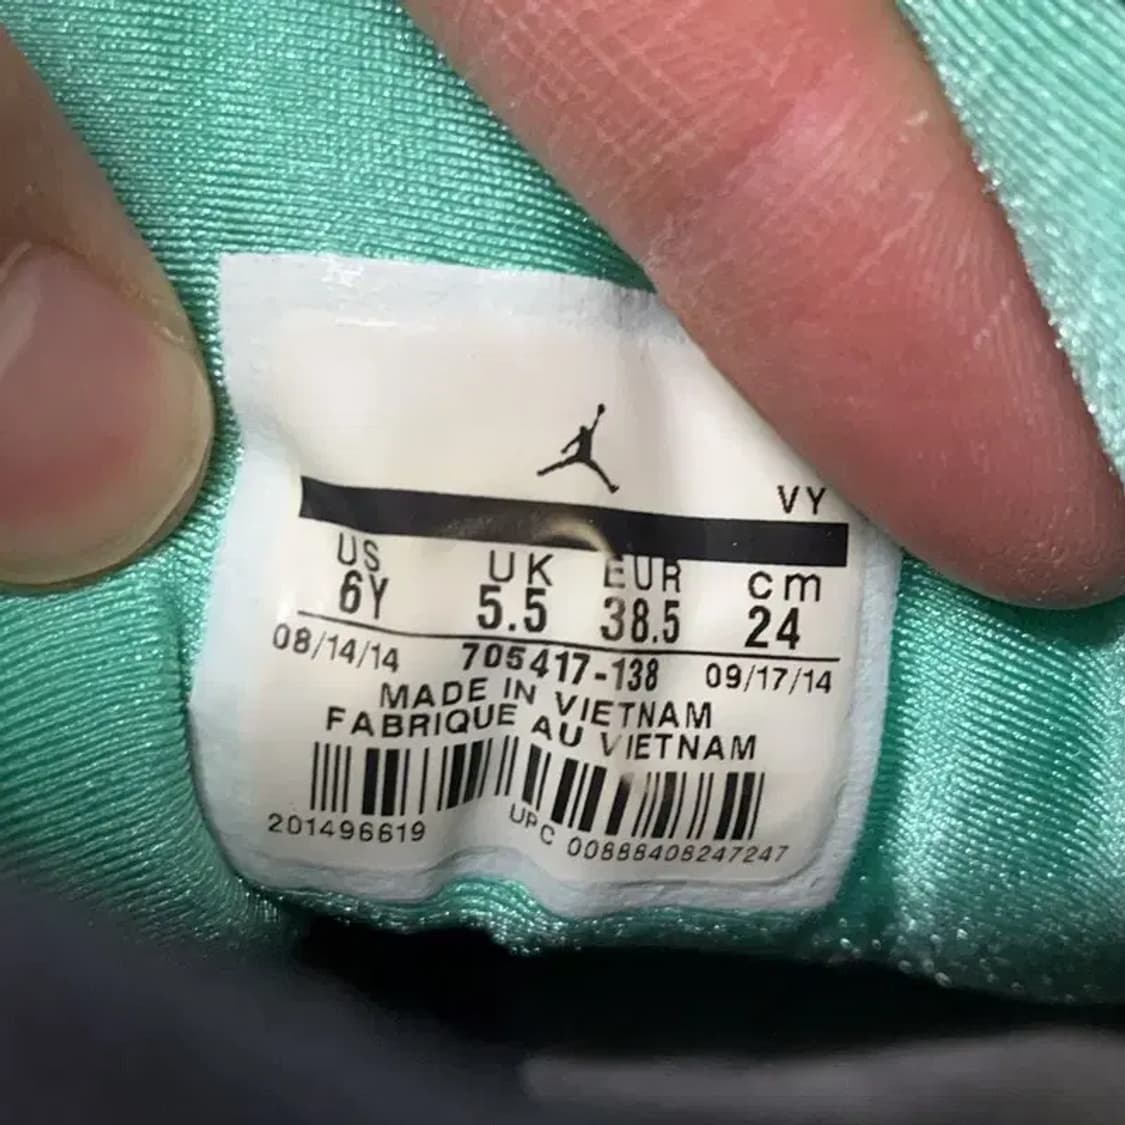 VY
US UK EUR cm
6Y 5.5 38.5 24
08/14/14 705417-138 09/17/14
MADE IN VIETNAM
FABRIQUE AU VIETNAM
201496619 UPC 00888408247247